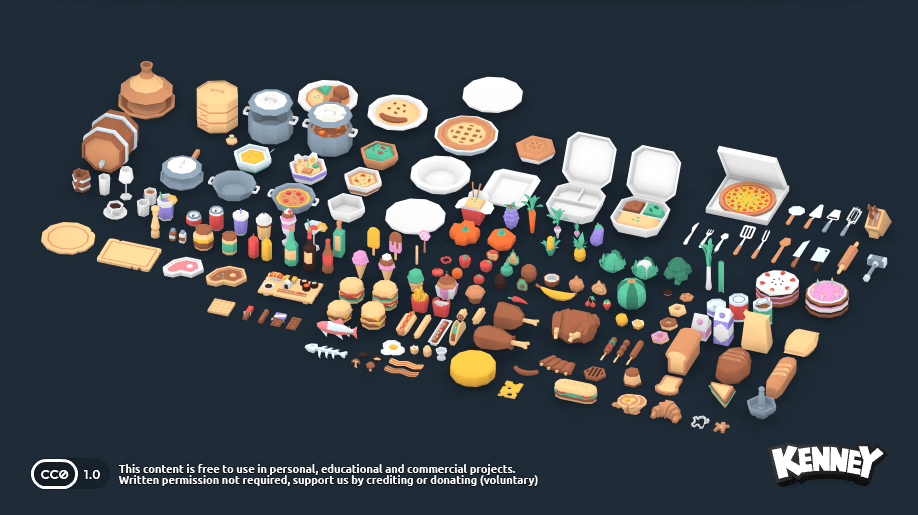 CC0 1.0
This content is free to use in personal, educational and commercial projects.
Written permission not required, support us by crediting or donating (voluntary)
KENNEY